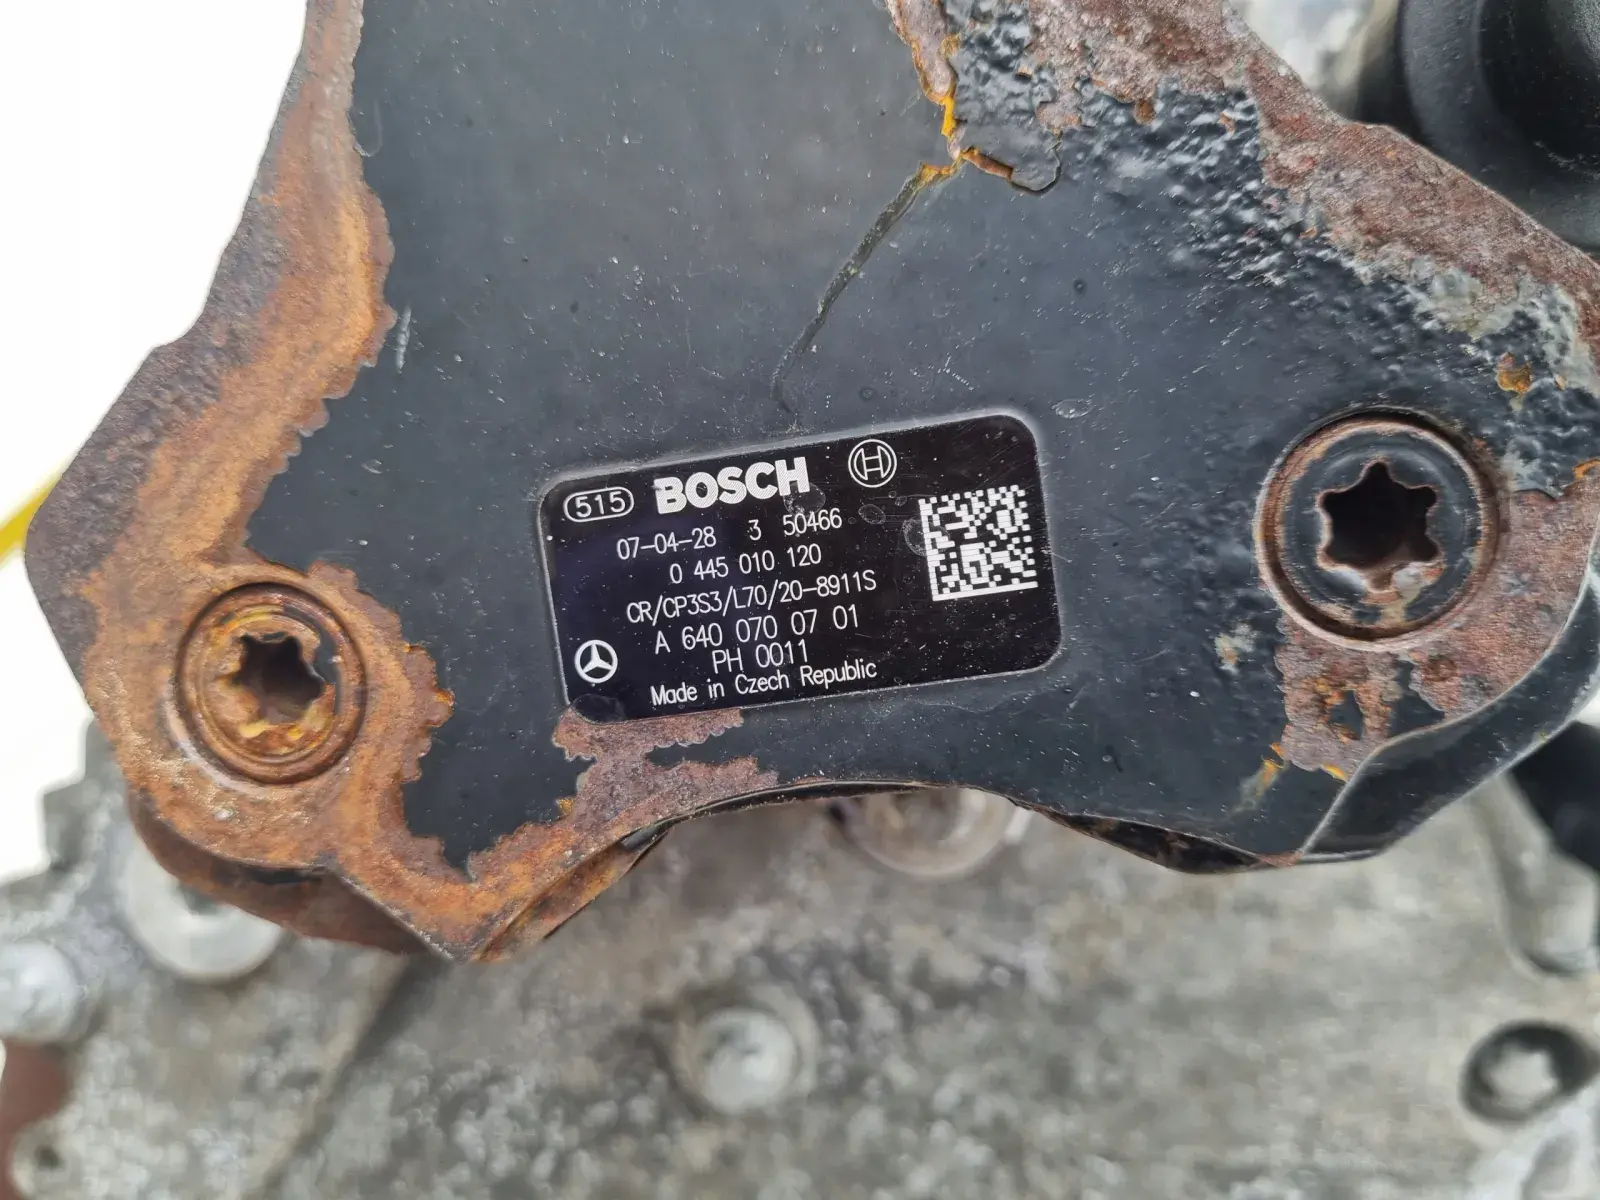 515 BOSCH
07-04-28 3 50466
0 445 010 120
CR/CP3S3/L70/20-8911S
A 640 070 07 01
PH 0011
Made in Czech Republic